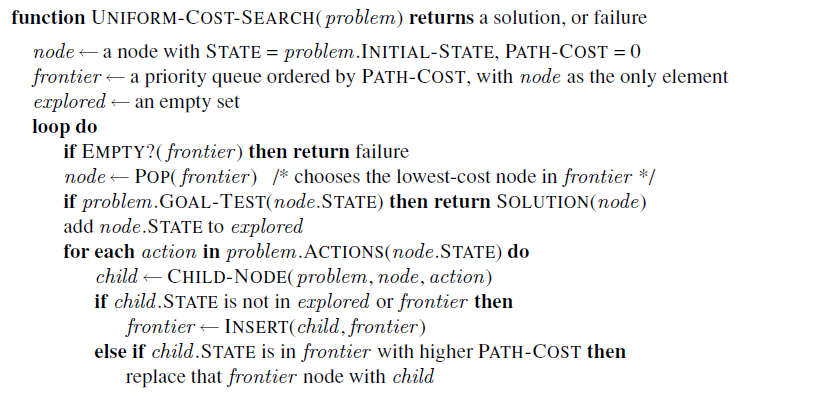 function UNIFORM-COST-SEARCH(problem) returns a solution, or failure
node ← a node with STATE = problem.INITIAL-STATE, PATH-COST = 0
frontier ← a priority queue ordered by PATH-COST, with node as the only element
explored ← an empty set
loop do
if EMPTY?(frontier) then return failure
node ← POP(frontier) /* chooses the lowest-cost node in frontier */
if problem.GOAL-TEST(node.STATE) then return SOLUTION(node)
add node.STATE to explored
for each action in problem.ACTIONS(node.STATE) do
child ← CHILD-NODE(problem, node, action)
if child.STATE is not in explored or frontier then
frontier ← INSERT(child, frontier)
else if child.STATE is in frontier with higher PATH-COST then
replace that frontier node with child